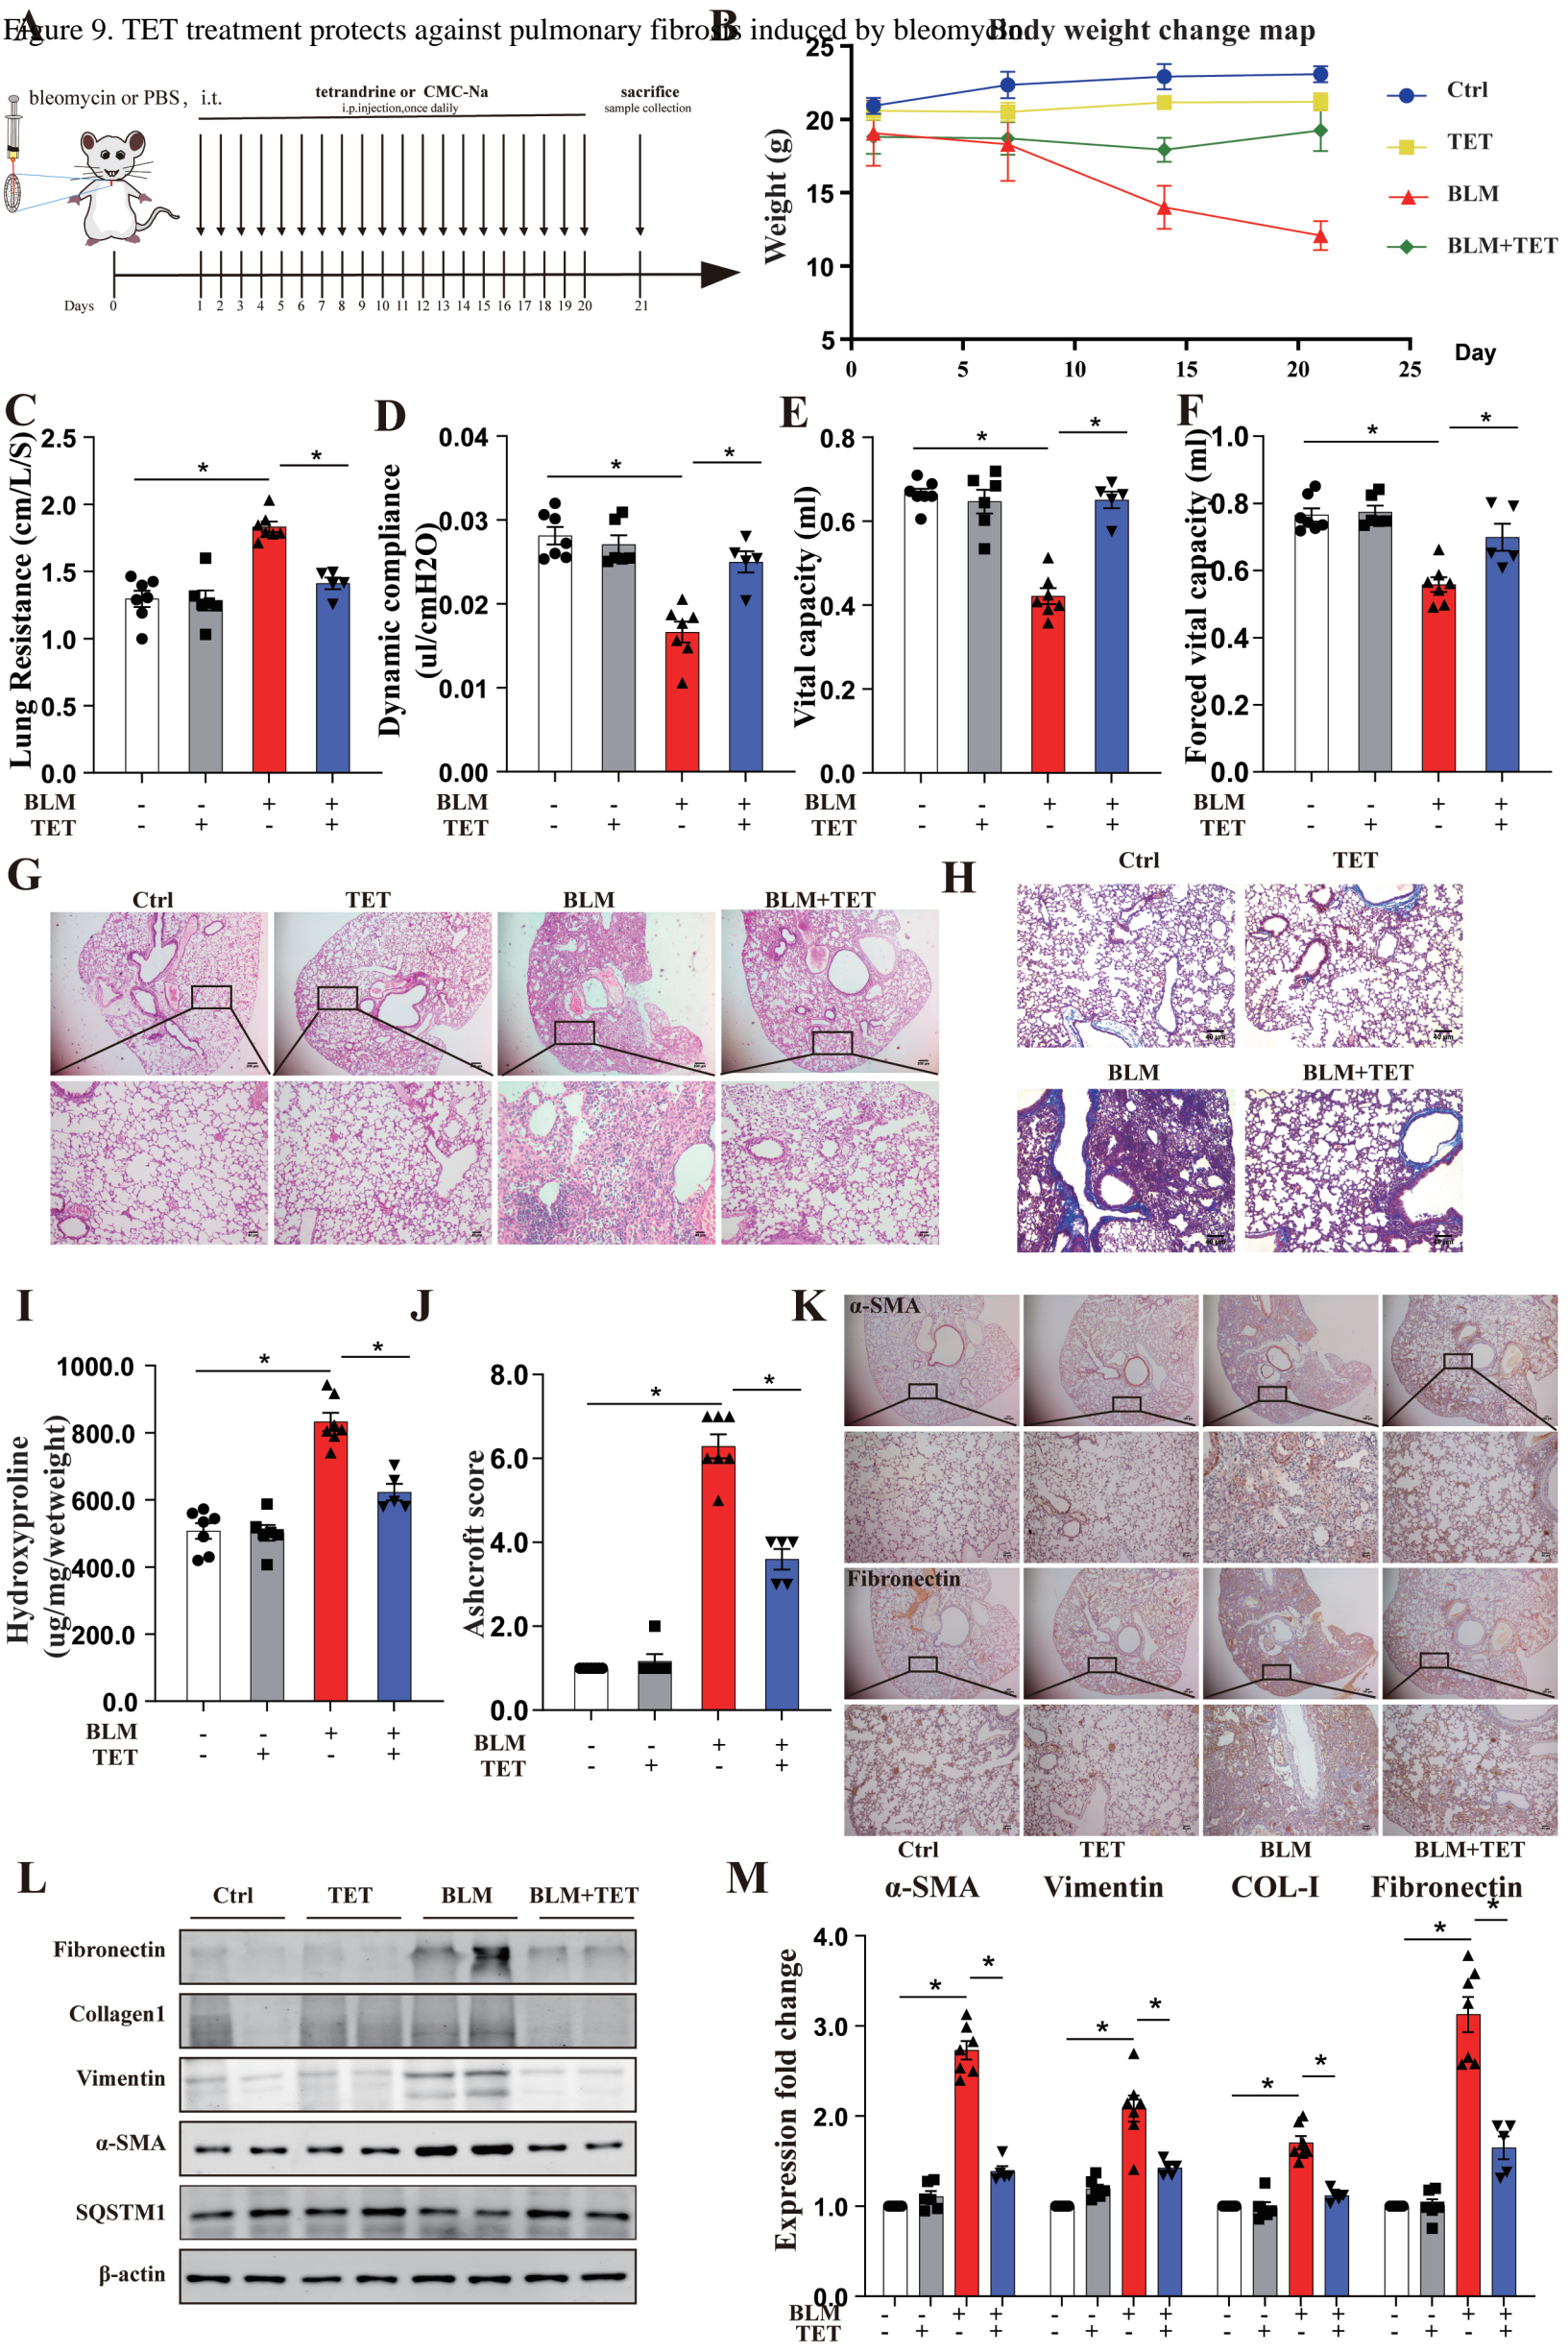 Figure 9. TET treatment protects against pulmonary fibrosis induced by bleomycin.
A
bleomycin or PBS, i.t.
tetrandrine or CMC-Na
i.p.injection,once dalily
sacrifice
sample collection
Days 0 1 2 3 4 5 6 7 8 9 10 11 12 13 14 15 16 17 18 19 20 21
B
Body weight change map
Weight (g)
25
20
15
10
5
0 5 10 15 20 25
Day
Ctrl
TET
BLM
BLM+TET
C
Lung Resistance (cm/L/S)
2.5
2.0
1.5
1.0
0.5
0.0
* *
BLM - - + +
TET - + - +
D
Dynamic compliance
(ul/cmH2O)
0.04
0.03
0.02
0.01
0.00
* *
BLM - - + +
TET - + - +
E
Vital capacity (ml)
0.8
0.6
0.4
0.2
0.0
* *
BLM - - + +
TET - + - +
F
Forced vital capacity (ml)
1.0
0.8
0.6
0.4
0.2
0.0
* *
BLM - - + +
TET - + - +
G
Ctrl TET BLM BLM+TET
H
Ctrl TET
40 μm 40 μm
BLM BLM+TET
40 μm 40 μm
I
Hydroxyproline
(ug/mg/wetweight)
1000.0
800.0
600.0
400.0
200.0
0.0
* *
BLM - - + +
TET - + - +
J
Ashcroft score
8.0
6.0
4.0
2.0
0.0
* *
BLM - - + +
TET - + - +
K
α-SMA
Fibronectin
Ctrl TET BLM BLM+TET
L
Ctrl TET BLM BLM+TET
Fibronectin
Collagen1
Vimentin
α-SMA
SQSTM1
β-actin
M
α-SMA Vimentin COL-I Fibronectin
Expression fold change
4.0
3.0
2.0
1.0
0.0
* * * * * * * *
BLM - - + + - - + + - - + + - - + +
TET - + - + - + - + - + - + - + - +